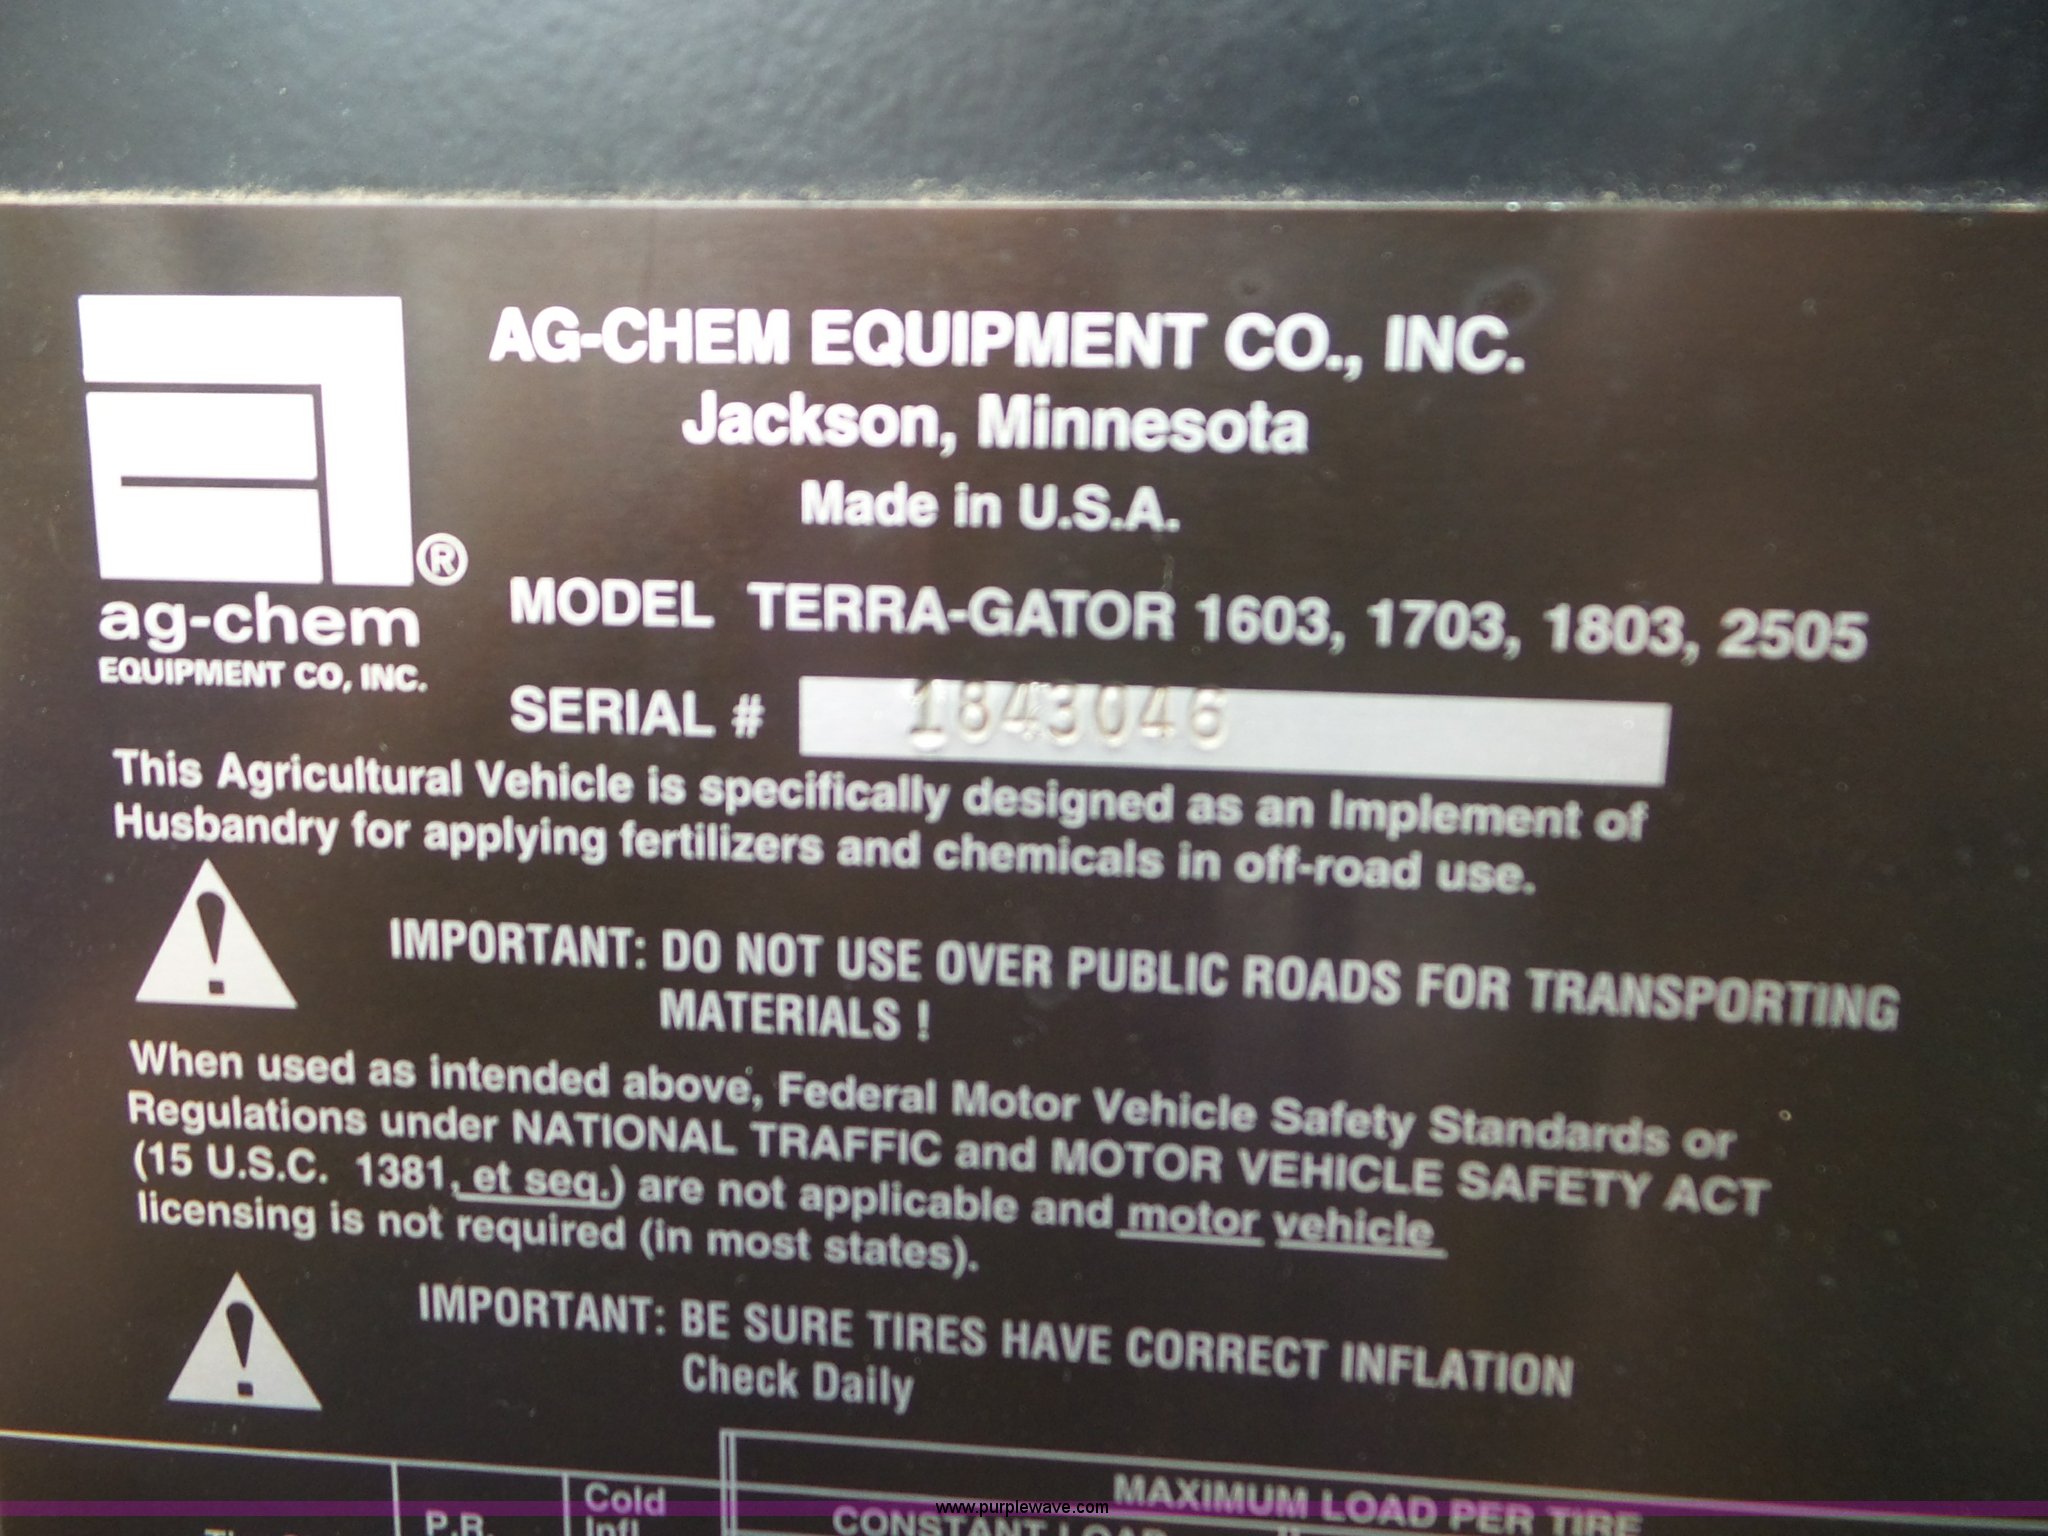 AG-CHEM EQUIPMENT CO., INC.
Jackson, Minnesota
Made in U.S.A.
®
ag-chem
EQUIPMENT CO, INC.
MODEL TERRA-GATOR 1603, 1703, 1803, 2505
SERIAL # 1843046
This Agricultural Vehicle is specifically designed as an Implement of
Husbandry for applying fertilizers and chemicals in off-road use.
IMPORTANT: DO NOT USE OVER PUBLIC ROADS FOR TRANSPORTING
MATERIALS !
When used as intended above, Federal Motor Vehicle Safety Standards or
Regulations under NATIONAL TRAFFIC and MOTOR VEHICLE SAFETY ACT
(15 U.S.C. 1381, et seq.) are not applicable and motor vehicle
licensing is not required (in most states).
IMPORTANT: BE SURE TIRES HAVE CORRECT INFLATION
Check Daily
MAXIMUM LOAD PER TIRE
Cold
P.R.
Infl
CONSTANT LOAD
www.purplewave.com